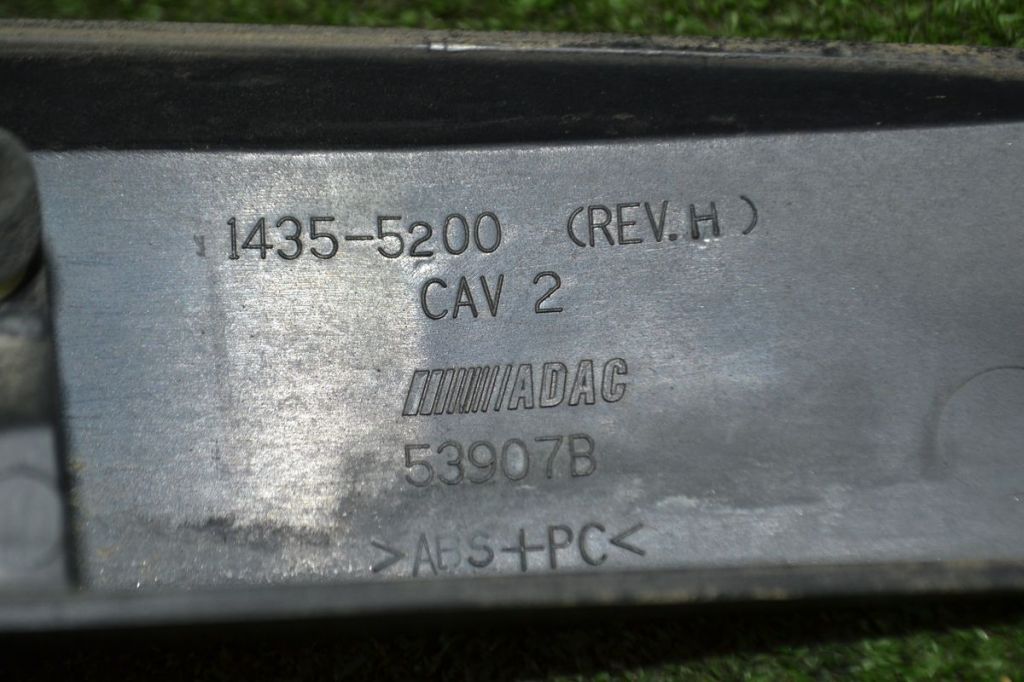 1435-5200 (REV.H)
CAV 2
ADAC
53907B
>ABS+PC<